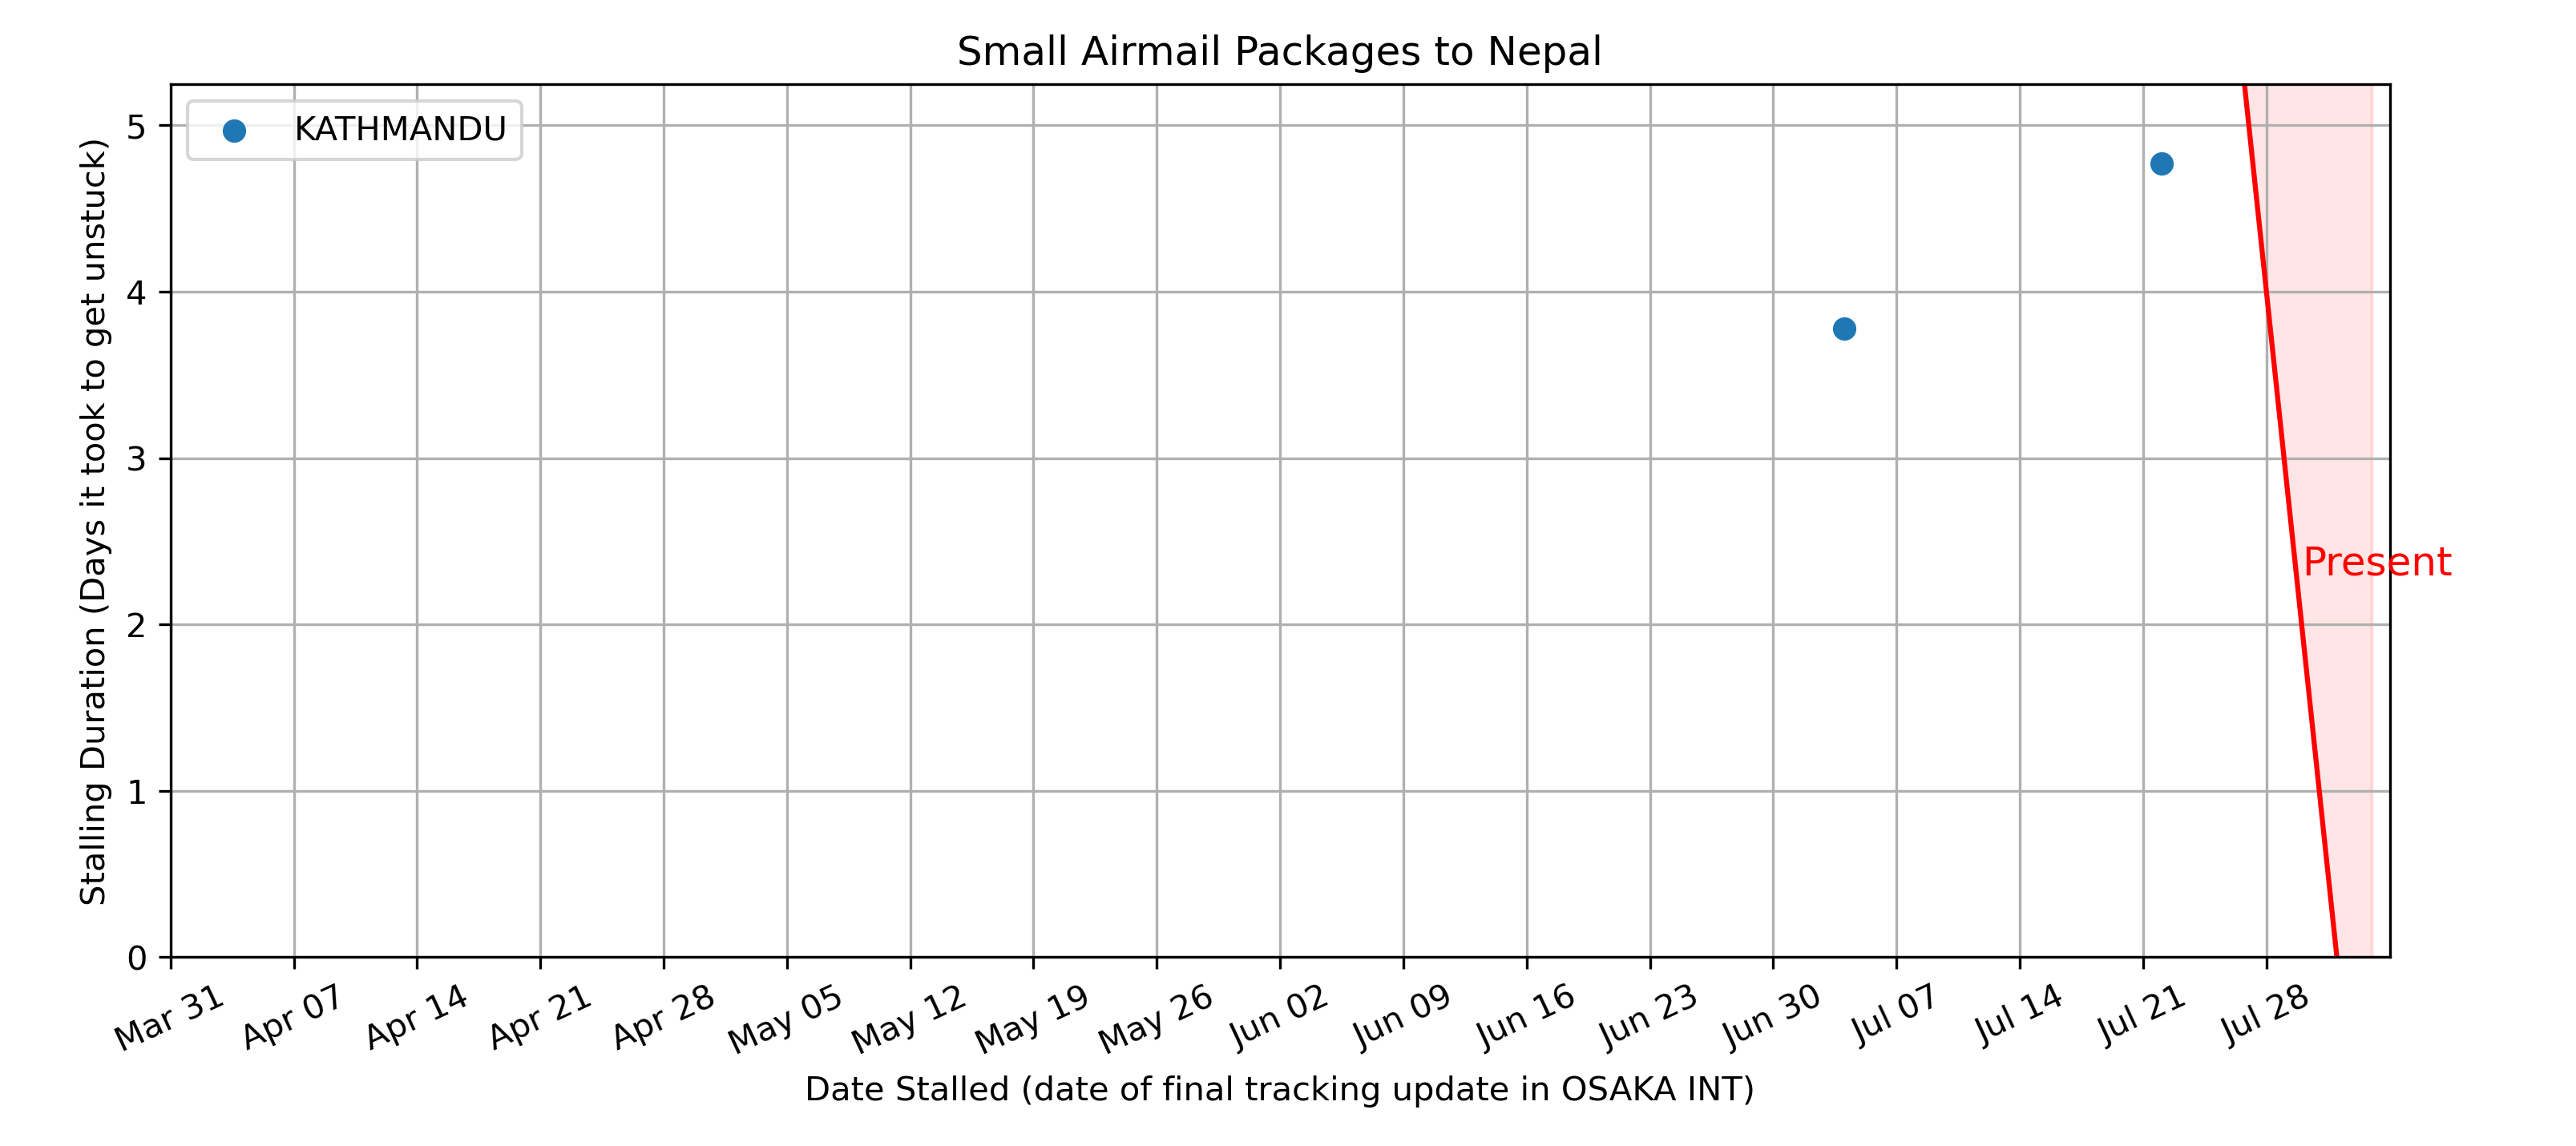 Small Airmail Packages to Nepal
KATHMANDU
Stalling Duration (Days it took to get unstuck)
5
4
3
2
1
0
Present
Mar 31
Apr 07
Apr 14
Apr 21
Apr 28
May 05
May 12
May 19
May 26
Jun 02
Jun 09
Jun 16
Jun 23
Jun 30
Jul 07
Jul 14
Jul 21
Jul 28
Date Stalled (date of final tracking update in OSAKA INT)